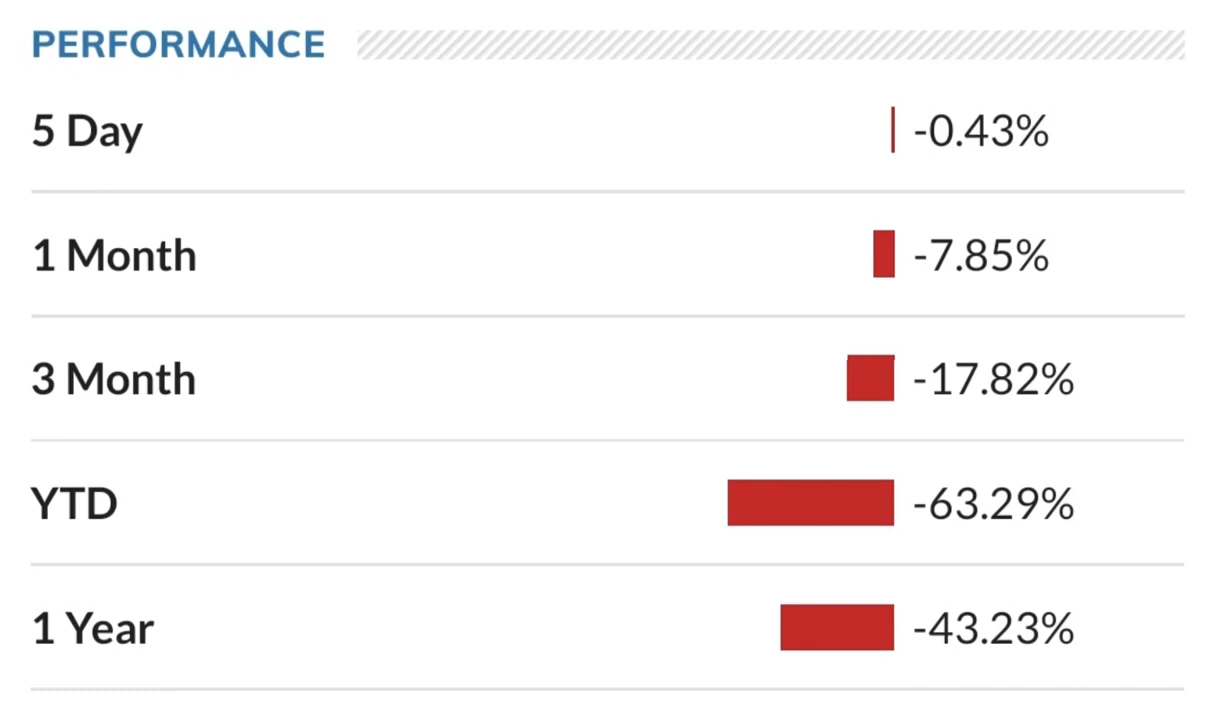 PERFORMANCE
5 Day -0.43%
1 Month -7.85%
3 Month -17.82%
YTD -63.29%
1 Year -43.23%